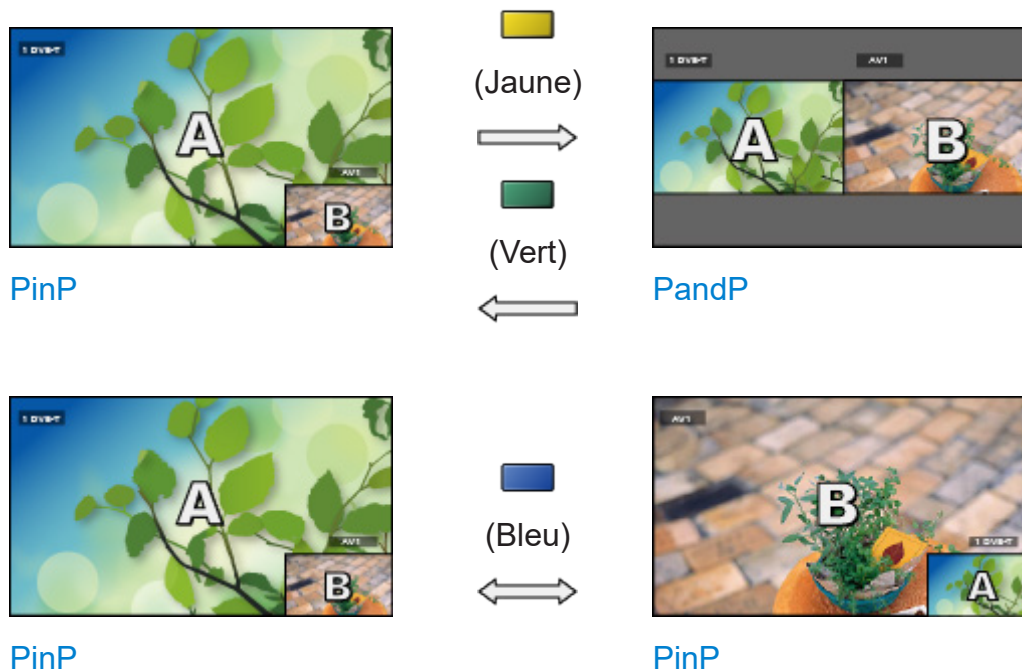 1 DVB-T
A
AV1
B
PinP
(Jaune)
(Vert)
1 DVB-T
AV1
A
B
PandP
1 DVB-T
A
AV1
B
PinP
(Bleu)
AV1
B
1 DVB-T
A
PinP